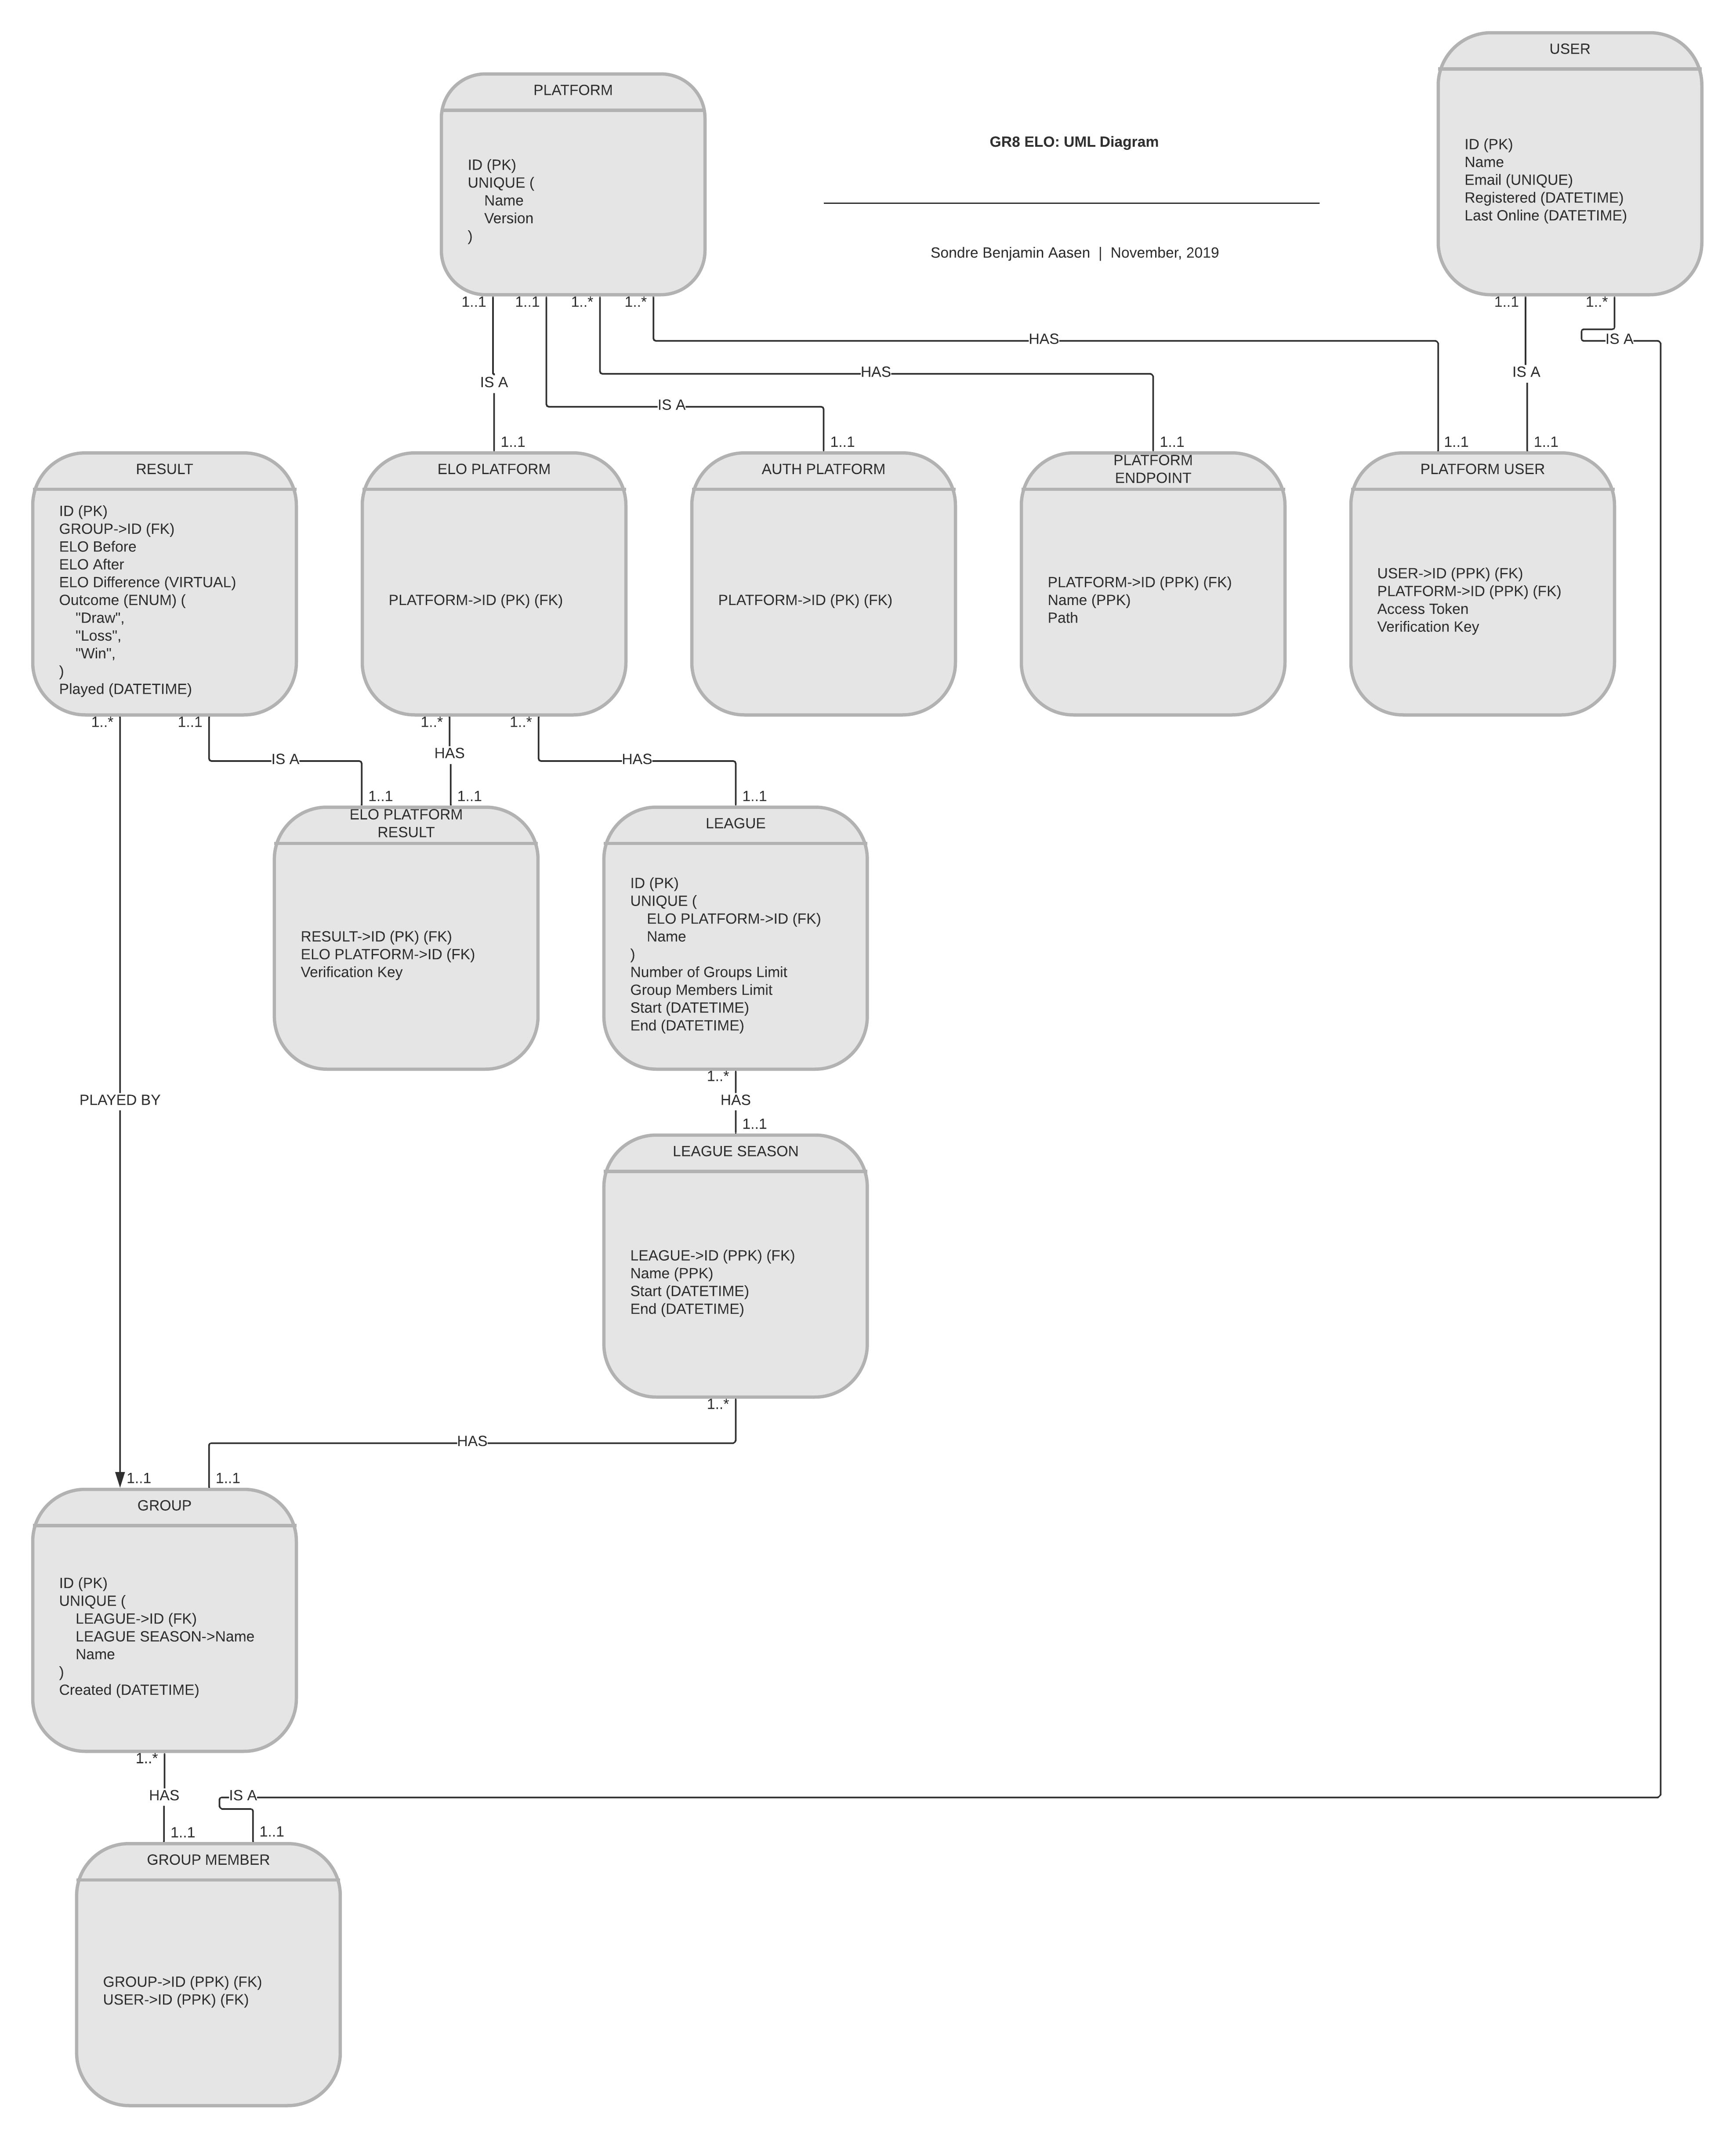 USER
ID (PK)
Name
Email (UNIQUE)
Registered (DATETIME)
Last Online (DATETIME)
PLATFORM
ID (PK)
UNIQUE (
Name
Version
)
GR8 ELO: UML Diagram
Sondre Benjamin Aasen | November, 2019
1..1
1..1
1..*
1..*
1..1
1..*
HAS
IS A
HAS
IS A
IS A
IS A
1..1
1..1
1..1
1..1
1..1
RESULT
ID (PK)
GROUP->ID (FK)
ELO Before
ELO After
ELO Difference (VIRTUAL)
Outcome (ENUM) (
"Draw",
"Loss",
"Win",
)
Played (DATETIME)
ELO PLATFORM
PLATFORM->ID (PK) (FK)
AUTH PLATFORM
PLATFORM->ID (PK) (FK)
PLATFORM
ENDPOINT
PLATFORM->ID (PPK) (FK)
Name (PPK)
Path
PLATFORM USER
USER->ID (PPK) (FK)
PLATFORM->ID (PPK) (FK)
Access Token
Verification Key
1..*
1..1
1..*
1..*
IS A
HAS
HAS
1..1
1..1
1..1
ELO PLATFORM
RESULT
RESULT->ID (PK) (FK)
ELO PLATFORM->ID (FK)
Verification Key
LEAGUE
ID (PK)
UNIQUE (
ELO PLATFORM->ID (FK)
Name
)
Number of Groups Limit
Group Members Limit
Start (DATETIME)
End (DATETIME)
1..*
PLAYED BY
HAS
1..1
LEAGUE SEASON
LEAGUE->ID (PPK) (FK)
Name (PPK)
Start (DATETIME)
End (DATETIME)
1..*
HAS
1..1
1..1
GROUP
ID (PK)
UNIQUE (
LEAGUE->ID (FK)
LEAGUE SEASON->Name
Name
)
Created (DATETIME)
1..*
HAS
IS A
1..1
1..1
GROUP MEMBER
GROUP->ID (PPK) (FK)
USER->ID (PPK) (FK)